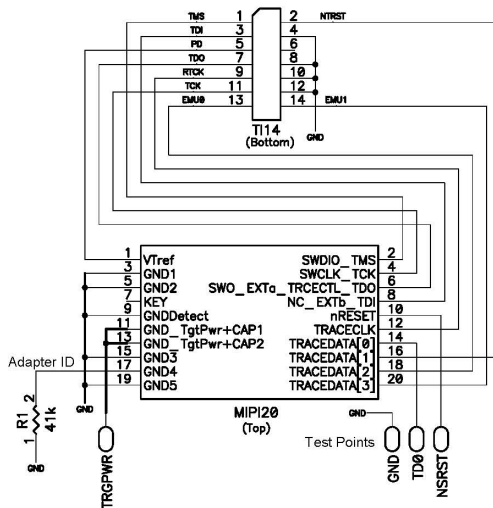 TMS 1 2 NTRST
TDI 3 4
PD 5 6
TDO 7 8
RTCK 9 10
TCK 11 12
EMU0 13 14 EMU1
TI14
(Bottom)
GND
1 VTref SWDIO_TMS 2
3 GND1 SWCLK_TCK 4
5 GND2 SWO_EXTa_TRCECTL_TDO 6
7 KEY NC_EXTb_TDI 8
9 GNDDetect nRESET 10
11 GND_TgtPwr+CAP1 TRACECLK 12
13 GND_TgtPwr+CAP2 TRACEDATA[0] 14
15 GND3 TRACEDATA[1] 16
Adapter ID 17 GND4 TRACEDATA[2] 18
19 GND5 TRACEDATA[3] 20
MIPI20
(Top)
GND
R1
41k
2
1
GND
TRGPWR
GND
Test Points
GND
TD0
NSRST